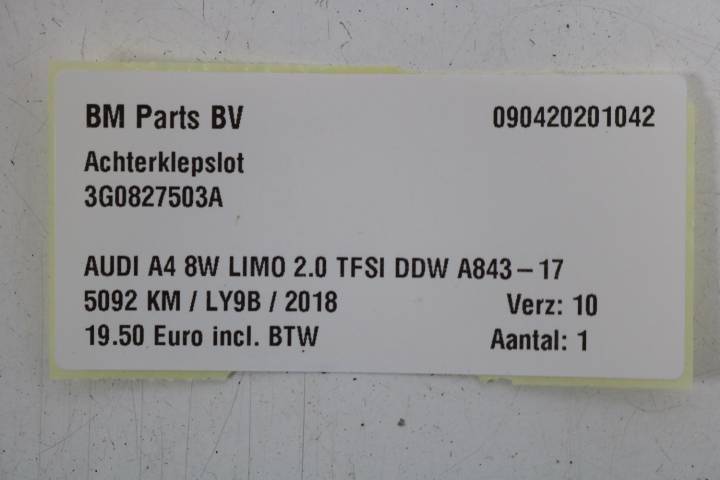 BM Parts BV 090420201042
Achterklepslot
3G0827503A
AUDI A4 8W LIMO 2.0 TFSI DDW A843-17
5092 KM / LY9B / 2018 Verz: 10
19.50 Euro incl. BTW Aantal: 1